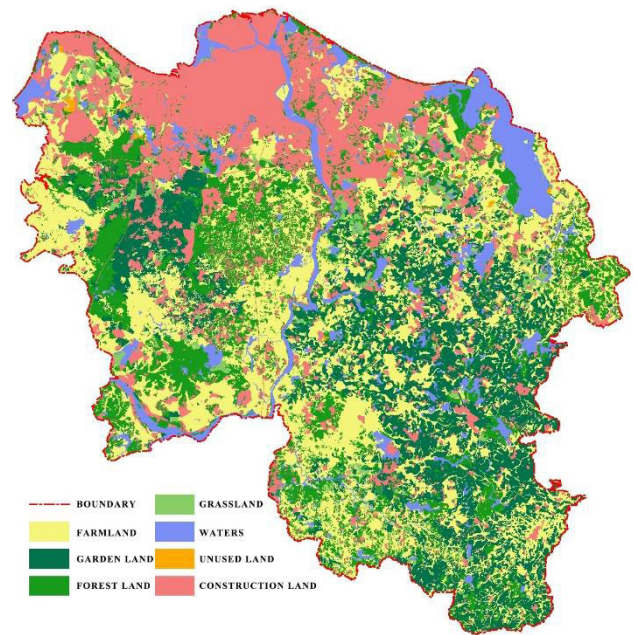 BOUNDARY
GRASSLAND
FARMLAND
WATERS
GARDEN LAND
UNUSED LAND
FOREST LAND
CONSTRUCTION LAND